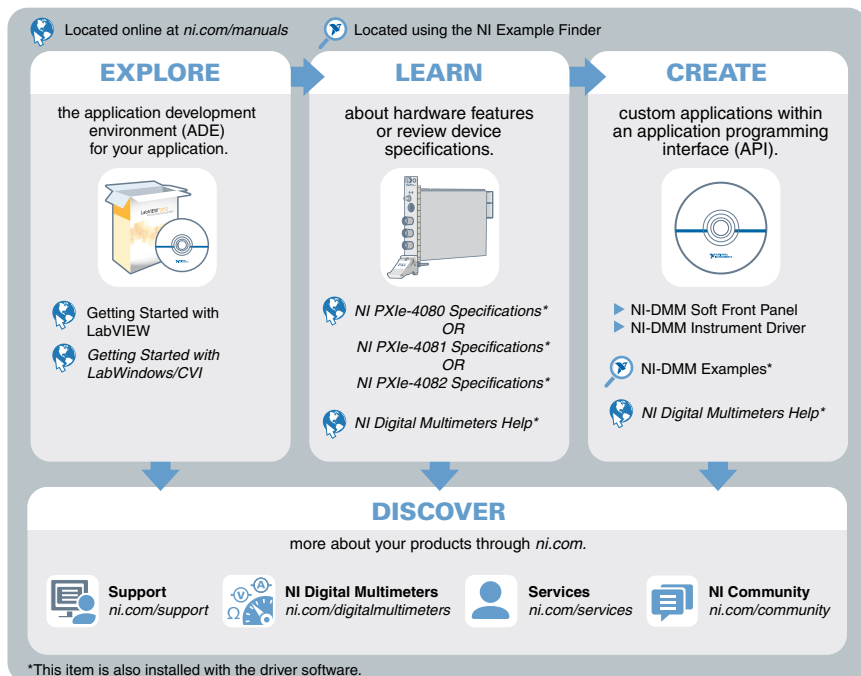 Located online at ni.com/manuals
Located using the NI Example Finder
EXPLORE
the application development
environment (ADE)
for your application.
LabVIEW
Getting Started with
LabVIEW
Getting Started with
LabWindows/CVI
LEARN
about hardware features
or review device
specifications.
NI PXIe-4080 Specifications*
OR
NI PXIe-4081 Specifications*
OR
NI PXIe-4082 Specifications*
NI Digital Multimeters Help*
CREATE
custom applications within
an application programming
interface (API).
NI-DMM Soft Front Panel
NI-DMM Instrument Driver
NI-DMM Examples*
NI Digital Multimeters Help*
DISCOVER
more about your products through ni.com.
Support
ni.com/support
V
A
Ω
NI Digital Multimeters
ni.com/digitalmultimeters
Services
ni.com/services
NI Community
ni.com/community
*This item is also installed with the driver software.